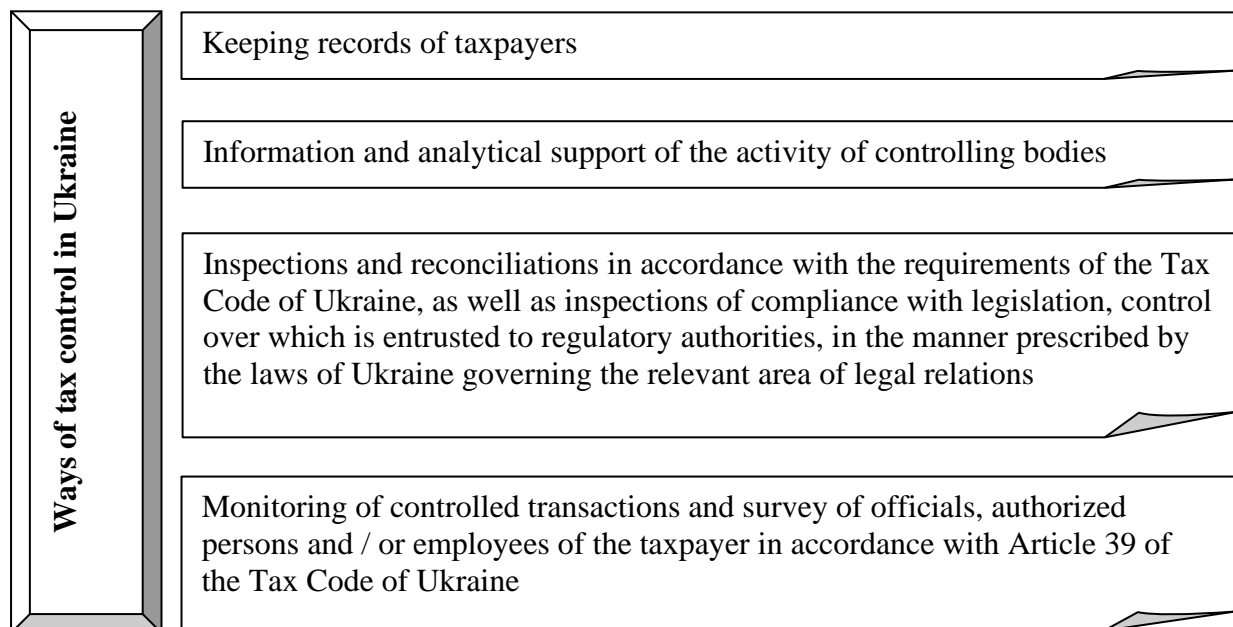 Ways of tax control in Ukraine
Keeping records of taxpayers
Information and analytical support of the activity of controlling bodies
Inspections and reconciliations in accordance with the requirements of the Tax
Code of Ukraine, as well as inspections of compliance with legislation, control
over which is entrusted to regulatory authorities, in the manner prescribed by
the laws of Ukraine governing the relevant area of legal relations
Monitoring of controlled transactions and survey of officials, authorized
persons and / or employees of the taxpayer in accordance with Article 39 of
the Tax Code of Ukraine